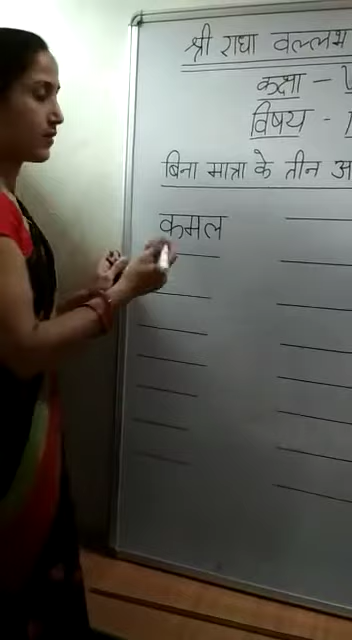 श्री राधा वल्लभ
कक्षा -
विषय -
बिना मात्रा के तीन
कमल